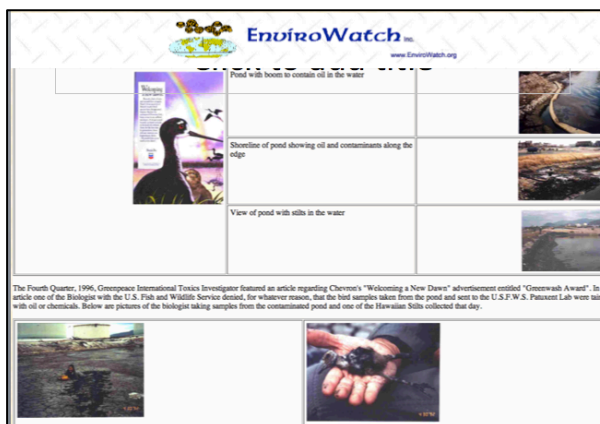 EnviroWatch INC.
www.EnviroWatch.org
Click to add title
Welcoming
Pond with boom to contain oil in the water
Shoreline of pond showing oil and contaminants along the
edge
View of pond with stilts in the water
The Fourth Quarter, 1996, Greenpeace International Toxics Investigator featured an article regarding Chevron's "Welcoming a New Dawn" advertisement entitled "Greenwash Award". In
article one of the Biologist with the U.S. Fish and Wildlife Service denied, for whatever reason, that the bird samples taken from the pond and sent to the U.S.F.W.S. Patuxent Lab were tai
with oil or chemicals. Below are pictures of the biologist taking samples from the contaminated pond and one of the Hawaiian Stilts collected that day.